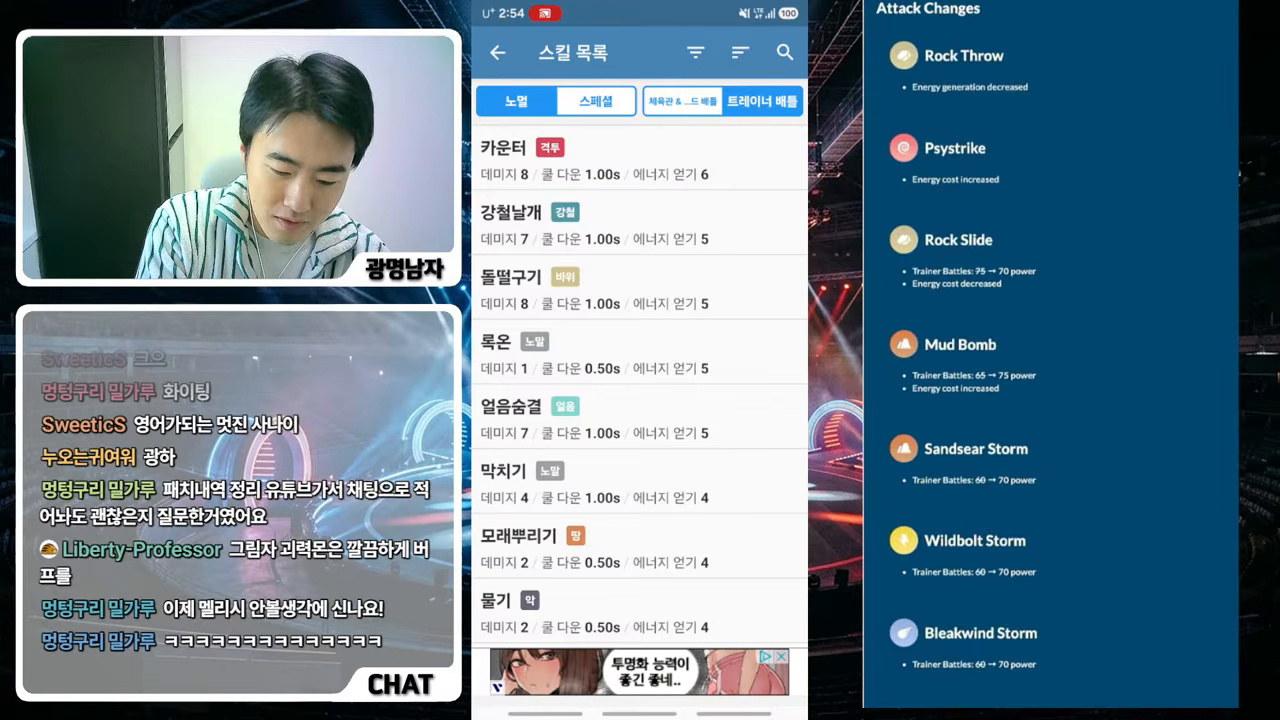 광명남자
SweeticS 크으
멍텅구리 밀가루 화이팅
SweeticS 영어가되는 멋진 사나이
누오는귀여워 광하
멍텅구리 밀가루 패치내역 정리 유튜브가서 채팅으로 적
어놔도 괜찮은지 질문한거였어요
Liberty-Professor 그림자 괴력몬은 깔끔하게 버
프를
멍텅구리 밀가루 이제 멜리시 안볼생각에 신나요!
멍텅구리 밀가루 ㅋㅋㅋㅋㅋㅋㅋㅋㅋㅋㅋㅋㅋㅋ
CHAT
U+ 2:54 LTE 100
스킬 목록
노멀 스페셜 체육관 & ...드 배틀 트레이너 배틀
카운터 격투
데미지 8 / 쿨 다운 1.00s / 에너지 얻기 6
강철날개 강철
데미지 7 / 쿨 다운 1.00s / 에너지 얻기 5
돌떨구기 바위
데미지 8 / 쿨 다운 1.00s / 에너지 얻기 5
록온 노말
데미지 1 / 쿨 다운 0.50s / 에너지 얻기 5
얼음숨결 얼음
데미지 7 / 쿨 다운 1.00s / 에너지 얻기 5
막치기 노말
데미지 4 / 쿨 다운 1.00s / 에너지 얻기 4
모래뿌리기 땅
데미지 2 / 쿨 다운 0.50s / 에너지 얻기 4
물기 악
데미지 2 / 쿨 다운 0.50s / 에너지 얻기 4
투명화 능력이
좋긴 좋네..
Attack Changes
Rock Throw
• Energy generation decreased
Psystrike
• Energy cost increased
Rock Slide
• Trainer Battles: 75 → 70 power
• Energy cost decreased
Mud Bomb
• Trainer Battles: 65 → 75 power
• Energy cost increased
Sandsear Storm
• Trainer Battles: 60 → 70 power
Wildbolt Storm
• Trainer Battles: 60 → 70 power
Bleakwind Storm
• Trainer Battles: 60 → 70 power